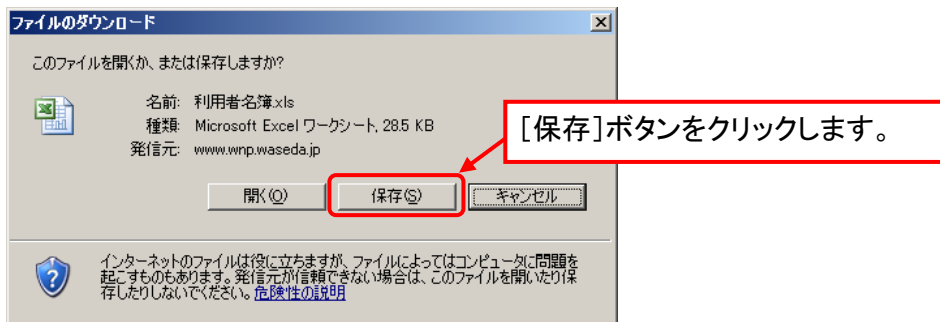 ファイルのダウンロード
このファイルを開くか、または保存しますか?
名前: 利用者名簿.xls
種類: Microsoft Excel ワークシート, 28.5 KB
発信元: www.wnp.waseda.jp
[保存]ボタンをクリックします。
開く(O) 保存(S) キャンセル
インターネットのファイルは役に立ちますが、ファイルによってはコンピュータに問題を
起こすものもあります。発信元が信頼できない場合は、このファイルを開いたり保
存したりしないでください。危険性の説明